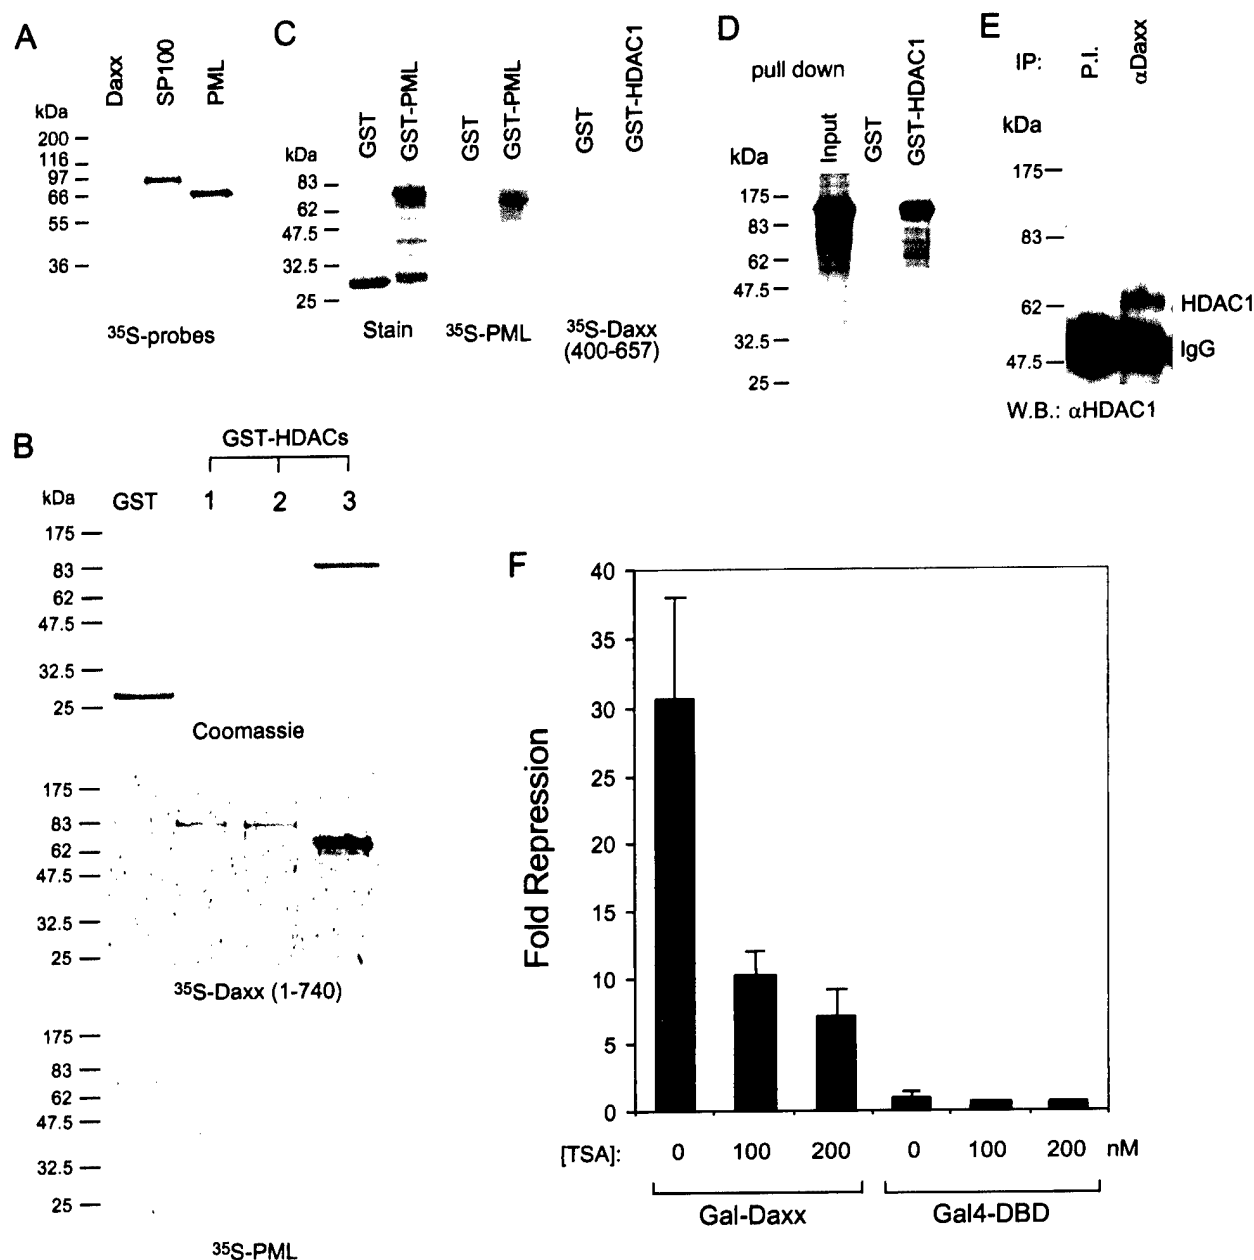 A
Daxx
SP100
PML
kDa
200
116
97
66
55
36
35S-probes
C
GST
GST-PML
GST
GST-PML
GST
GST-HDAC1
kDa
83
62
47.5
32.5
25
Stain
35S-PML
35S-Daxx
(400-657)
D
pull down
Input
GST
GST-HDAC1
kDa
175
83
62
47.5
32.5
25
E
IP:
P.I.
αDaxx
kDa
175
83
62
47.5
HDAC1
IgG
W.B.: αHDAC1
B
GST-HDACs
kDa
GST
1
2
3
175
83
62
47.5
32.5
25
Coomassie
175
83
62
47.5
32.5
25
35S-Daxx (1-740)
175
83
62
47.5
32.5
25
35S-PML
F
Fold Repression
40
35
30
25
20
15
10
5
0
[TSA]: 0 100 200 0 100 200 nM
Gal-Daxx
Gal4-DBD